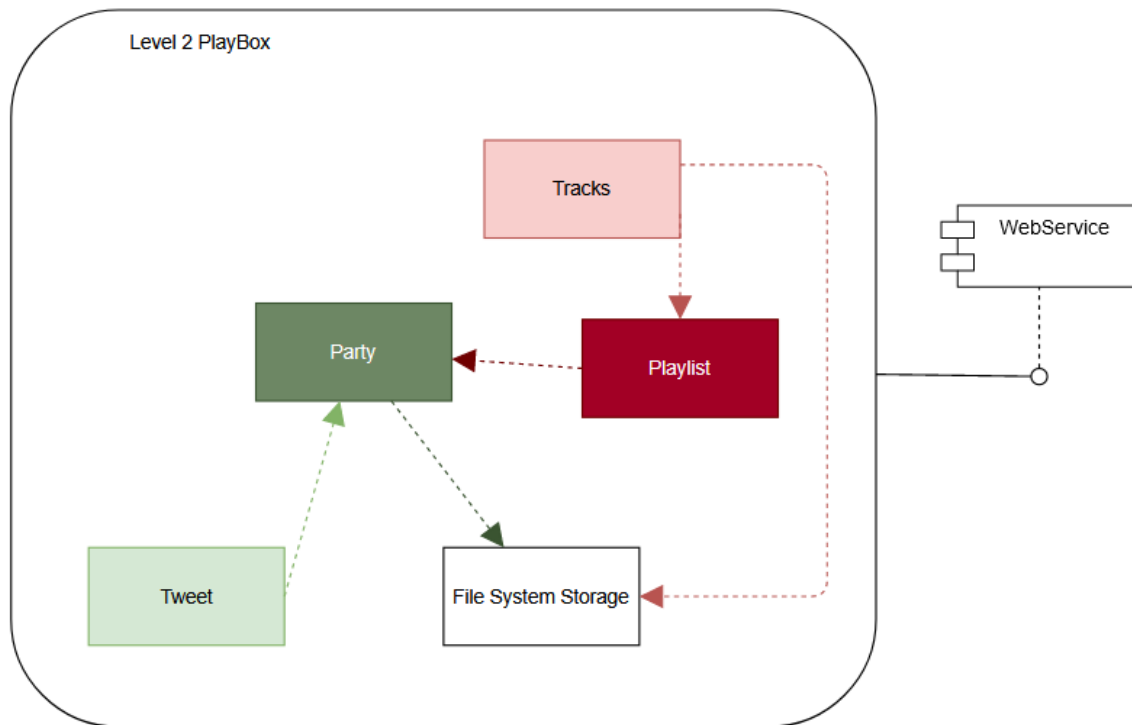 Level 2 PlayBox
Tracks
WebService
Party
Playlist
Tweet
File System Storage